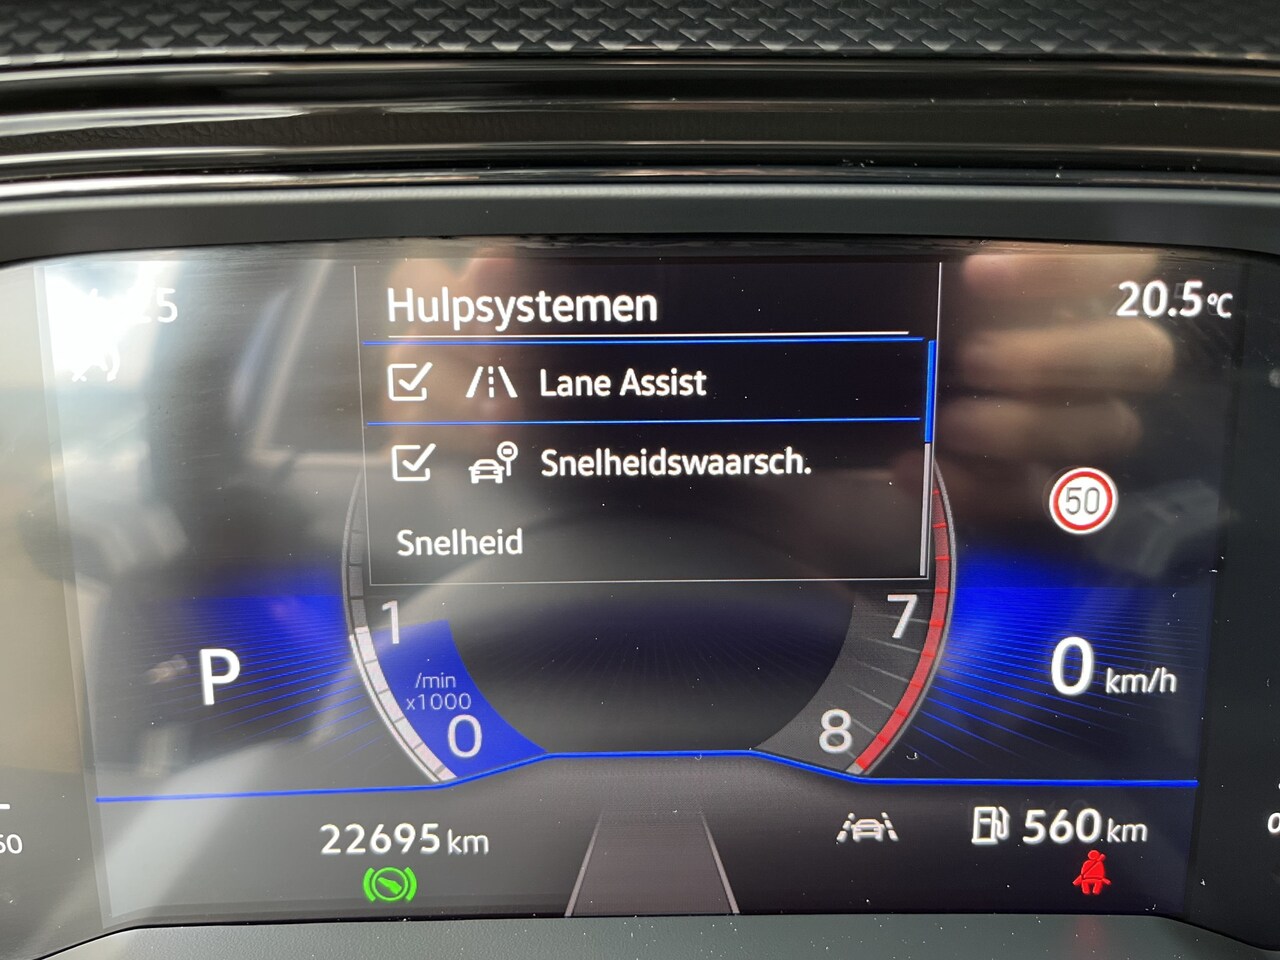 20.5°C
Hulpsystemen
Lane Assist
Snelheidswaarsch.
Snelheid
50
1
7
P
/min
x1000
0
8
0 km/h
22695 km
560 km